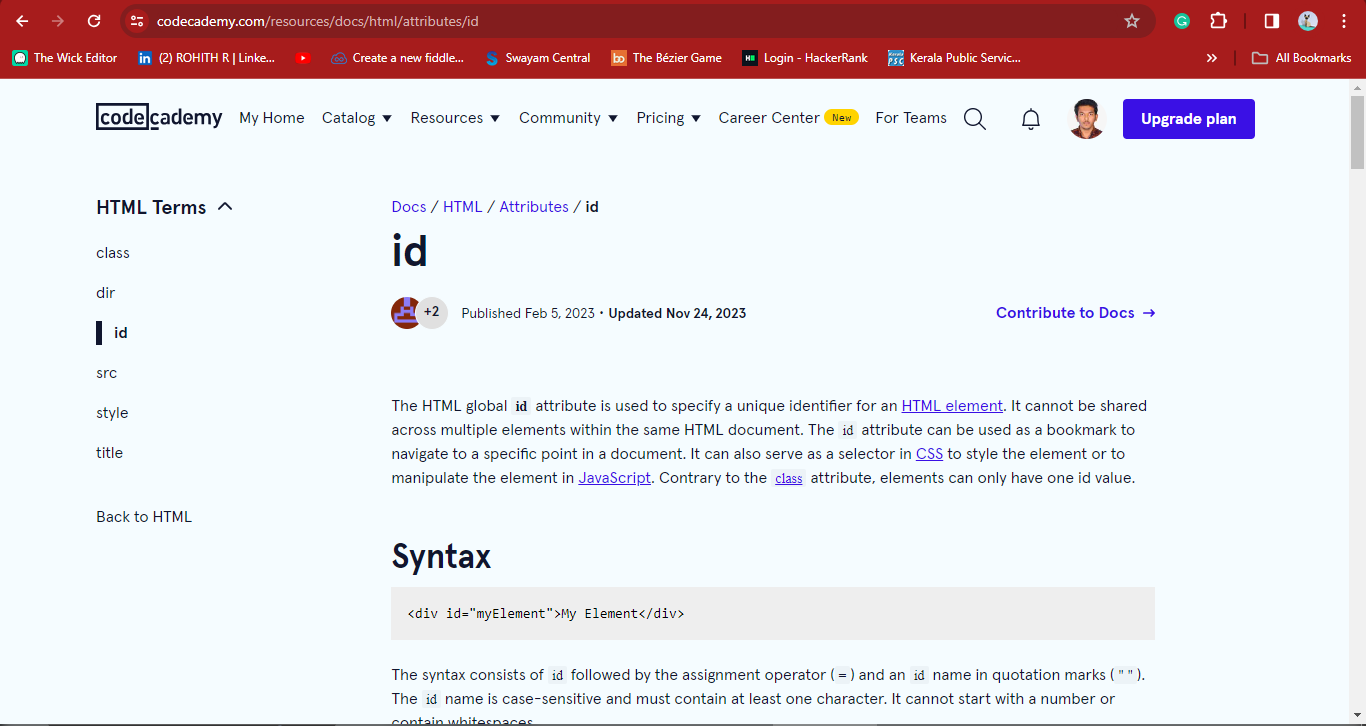 codecademy.com/resources/docs/html/attributes/id
The Wick Editor
(2) ROHITH R | Linke...
Create a new fiddle...
Swayam Central
The Bézier Game
Login - HackerRank
Kerala Public Servic...
»
All Bookmarks
codecademy
My Home
Catalog
Resources
Community
Pricing
Career Center New
For Teams
Upgrade plan
HTML Terms
class
dir
id
src
style
title
Back to HTML
Docs / HTML / Attributes / id
id
+2
Published Feb 5, 2023 • Updated Nov 24, 2023
Contribute to Docs →
The HTML global id attribute is used to specify a unique identifier for an HTML element. It cannot be shared
across multiple elements within the same HTML document. The id attribute can be used as a bookmark to
navigate to a specific point in a document. It can also serve as a selector in CSS to style the element or to
manipulate the element in JavaScript. Contrary to the class attribute, elements can only have one id value.
Syntax
<div id="myElement">My Element</div>
The syntax consists of id followed by the assignment operator (=) and an id name in quotation marks ("").
The id name is case-sensitive and must contain at least one character. It cannot start with a number or
contain whitespaces.